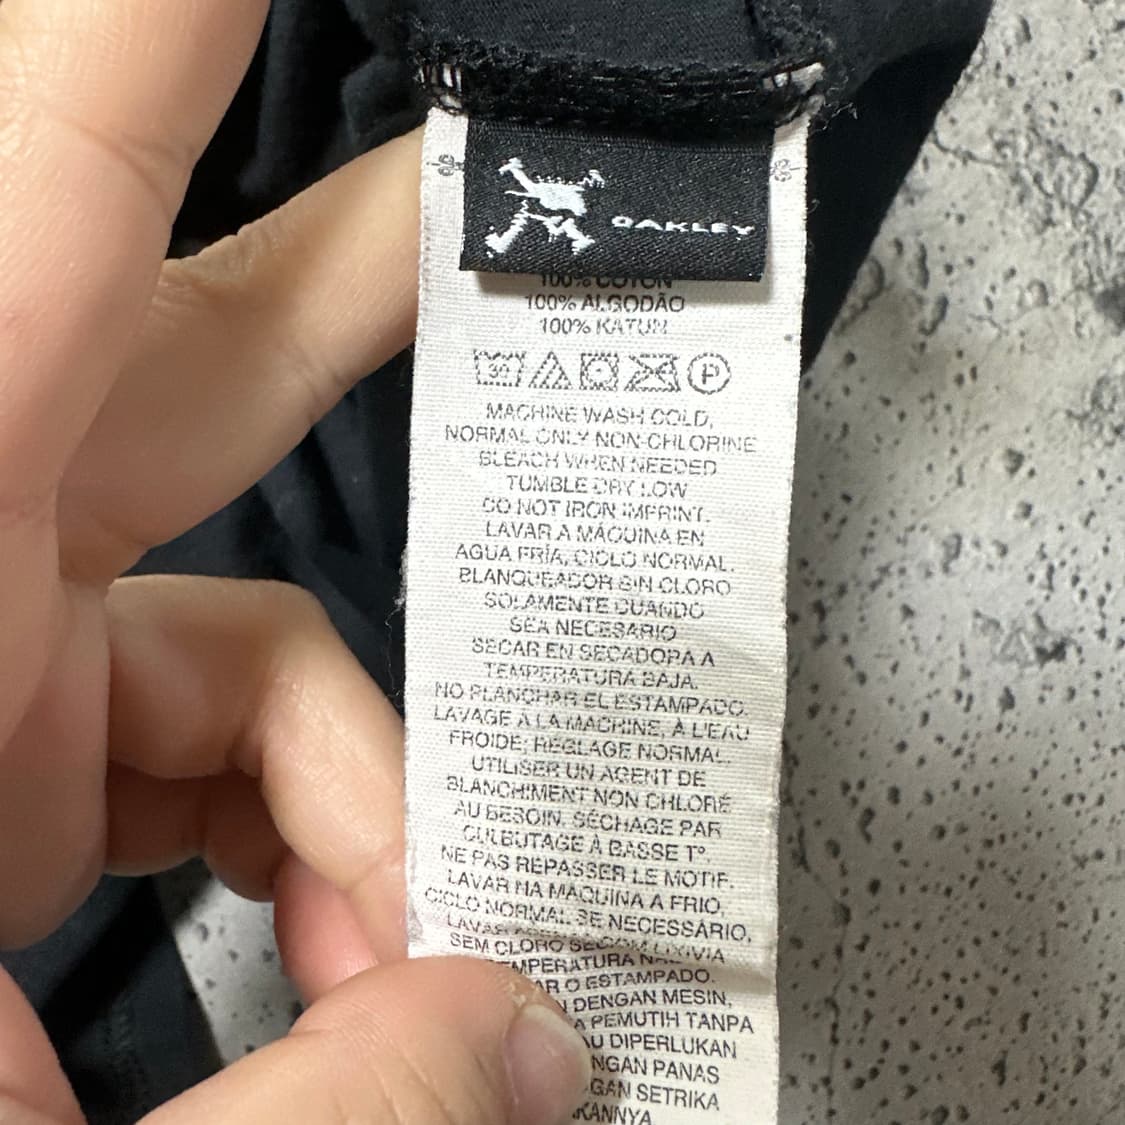 OAKLEY
100% COTON
100% ALGODÃO
100% KATUN
30
P
MACHINE WASH COLD,
NORMAL ONLY NON-CHLORINE
BLEACH WHEN NEEDED
TUMBLE DRY LOW
DO NOT IRON IMPRINT.
LAVAR A MÁQUINA EN
AGUA FRÍA, CICLO NORMAL.
BLANQUEADOR SIN CLORO
SOLAMENTE CUANDO
SEA NECESARIO
SECAR EN SECADORA A
TEMPERATURA BAJA.
NO PLANCHAR EL ESTAMPADO.
LAVAGE A LA MACHINE, À L'EAU
FROIDE; RÉGLAGE NORMAL.
UTILISER UN AGENT DE
BLANCHIMENT NON CHLORÉ
AU BESOIN. SÉCHAGE PAR
CULBUTAGE À BASSE T°.
NE PAS REPASSER LE MOTIF.
LAVAR NA MAQUINA A FRIO,
CICLO NORMAL. SE NECESSÁRIO,
LAVAR
SEM CLORO LIXIVIA
TEMPERATURA
O ESTAMPADO.
DENGAN MESIN,
PEMUTIH TANPA
DIPERLUKAN
PANAS
SETRIKA